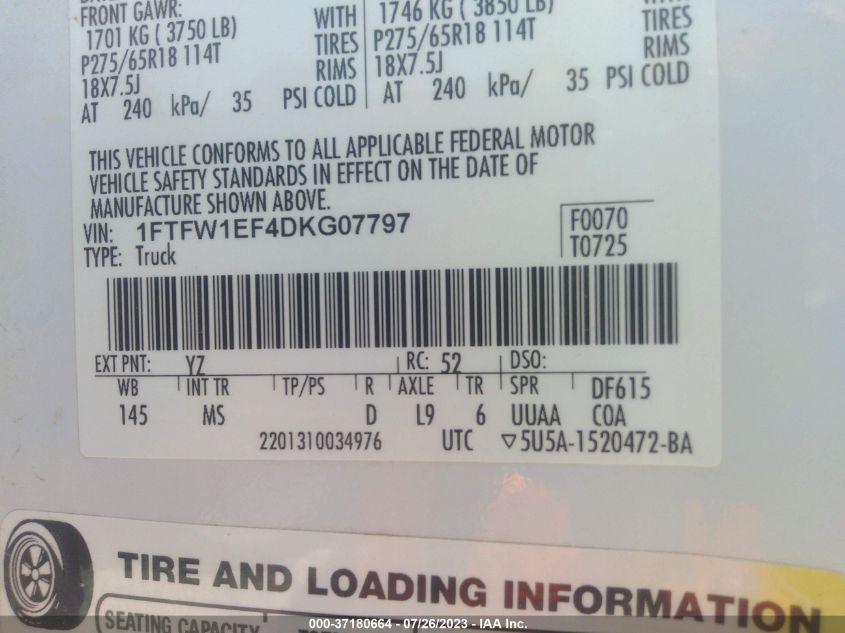 FRONT GAWR:
1701 KG ( 3750 LB) WITH
P275/65R18 114T TIRES
18X7.5J RIMS
AT 240 kPa/ 35 PSI COLD
1746 KG ( 3850 LB) WITH
P275/65R18 114T TIRES
18X7.5J RIMS
AT 240 kPa/ 35 PSI COLD
THIS VEHICLE CONFORMS TO ALL APPLICABLE FEDERAL MOTOR
VEHICLE SAFETY STANDARDS IN EFFECT ON THE DATE OF
MANUFACTURE SHOWN ABOVE.
VIN: 1FTFW1EF4DKG07797
TYPE: Truck
F0070
T0725
EXT PNT: YZ RC: 52 DSO:
WB INT TR TP/PS R AXLE TR SPR DF615
145 MS D L9 6 UUAA COA
2201310034976 UTC ▽5U5A-1520472-BA
TIRE AND LOADING INFORMATION
SEATING CAPACITY
000-37180664 / 07/26/2023 - IAA Inc.